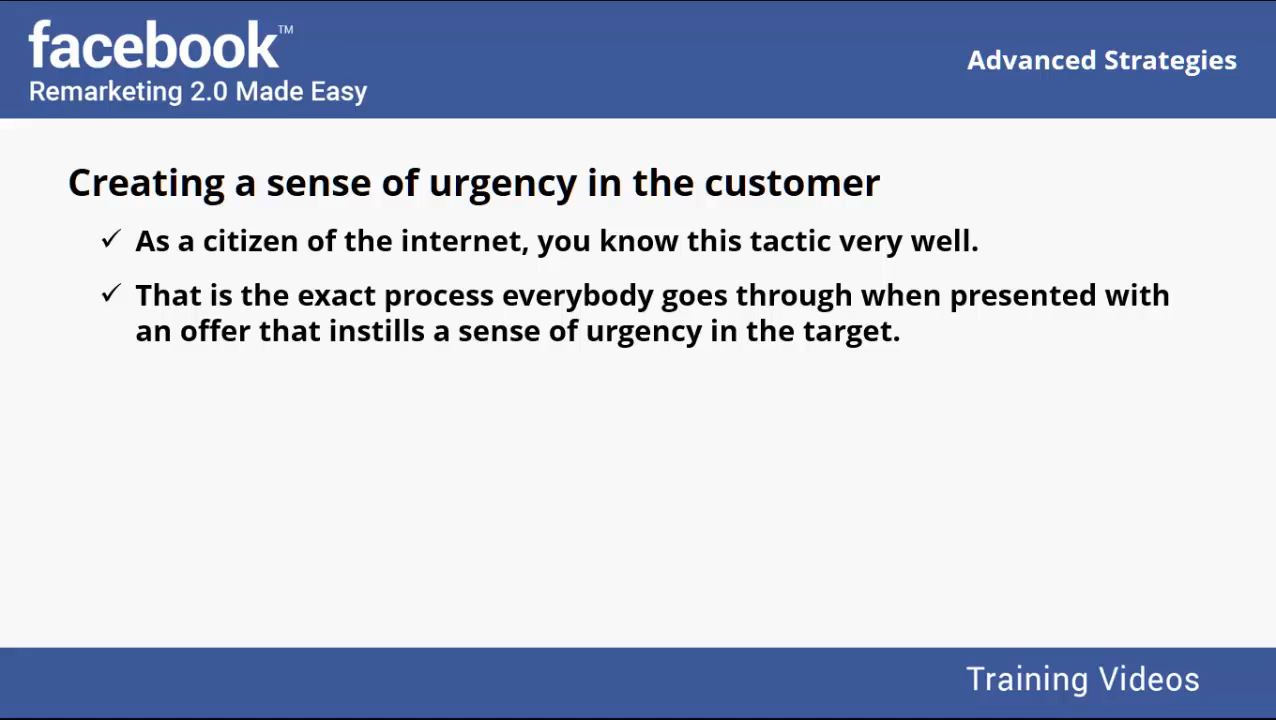 facebook™
Remarketing 2.0 Made Easy
Advanced Strategies
Creating a sense of urgency in the customer
✓ As a citizen of the internet, you know this tactic very well.
✓ That is the exact process everybody goes through when presented with
an offer that instills a sense of urgency in the target.
Training Videos